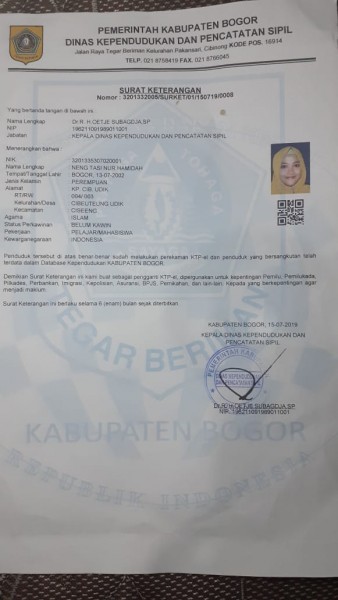 PEMERINTAH KABUPATEN BOGOR
DINAS KEPENDUDUKAN DAN PENCATATAN SIPIL
Jalan Raya Tegar Beriman Kelurahan Pakansari, Cibinong KODE POS. 16914
TELP. 021 8758419 FAX. 021 8766045
SURAT KETERANGAN
Nomor : 3201332006/SURKET/01/150719/0008
Yang bertanda tangan di bawah ini:
Nama Lengkap Dr.R. H.OETJE SUBAGDJA,SP
NIP 196211091989011001
Jabatan KEPALA DINAS KEPENDUDUKAN DAN PENCATATAN SIPIL
Menerangkan bahwa :
NIK 3201335307020001
Nama Lengkap NENG TASI NUR HAMIDAH
Tempat/Tanggal Lahir BOGOR, 13-07-2002
Jenis Kelamin PEREMPUAN
Alamat KP. CIB. UDIK
RT/RW 004/003
Kelurahan/Desa CIBEUTEUNG UDIK
Kecamatan CISEENG
Agama ISLAM
Status Perkawinan BELUM KAWIN
Pekerjaan PELAJAR/MAHASISWA
Kewarganegaraan INDONESIA
Penduduk tersebut di atas benar-benar sudah melakukan perekaman KTP-el dan penduduk yang bersangkutan telah
terdata dalam Database Kependudukan KABUPATEN BOGOR.
Demikian Surat Keterangan ini kami buat sebagai pengganti KTP-el, dipergunakan untuk kepentingan Pemilu, Pemilukada,
Pilkades, Perbankan, Imigrasi, Kepolisian, Asuransi, BPJS, Pernikahan, dan lain-lain. Kepada yang berkepentingan agar
menjadi maklum.
Surat Keterangan ini berlaku selama 6 (enam) bulan sejak diterbitkan.
KABUPATEN BOGOR, 15-07-2019
KEPALA DINAS KEPENDUDUKAN DAN
PENCATATAN SIPIL
PEMERINTAH KAB.
DINAS KEPENDUDUKAN
Dr.R. H.OETJE SUBAGDJA,SP
NIP. 196211091989011001
TEGAR BERIMAN
KABUPATEN BOGOR
REPUBLIK INDONESIA